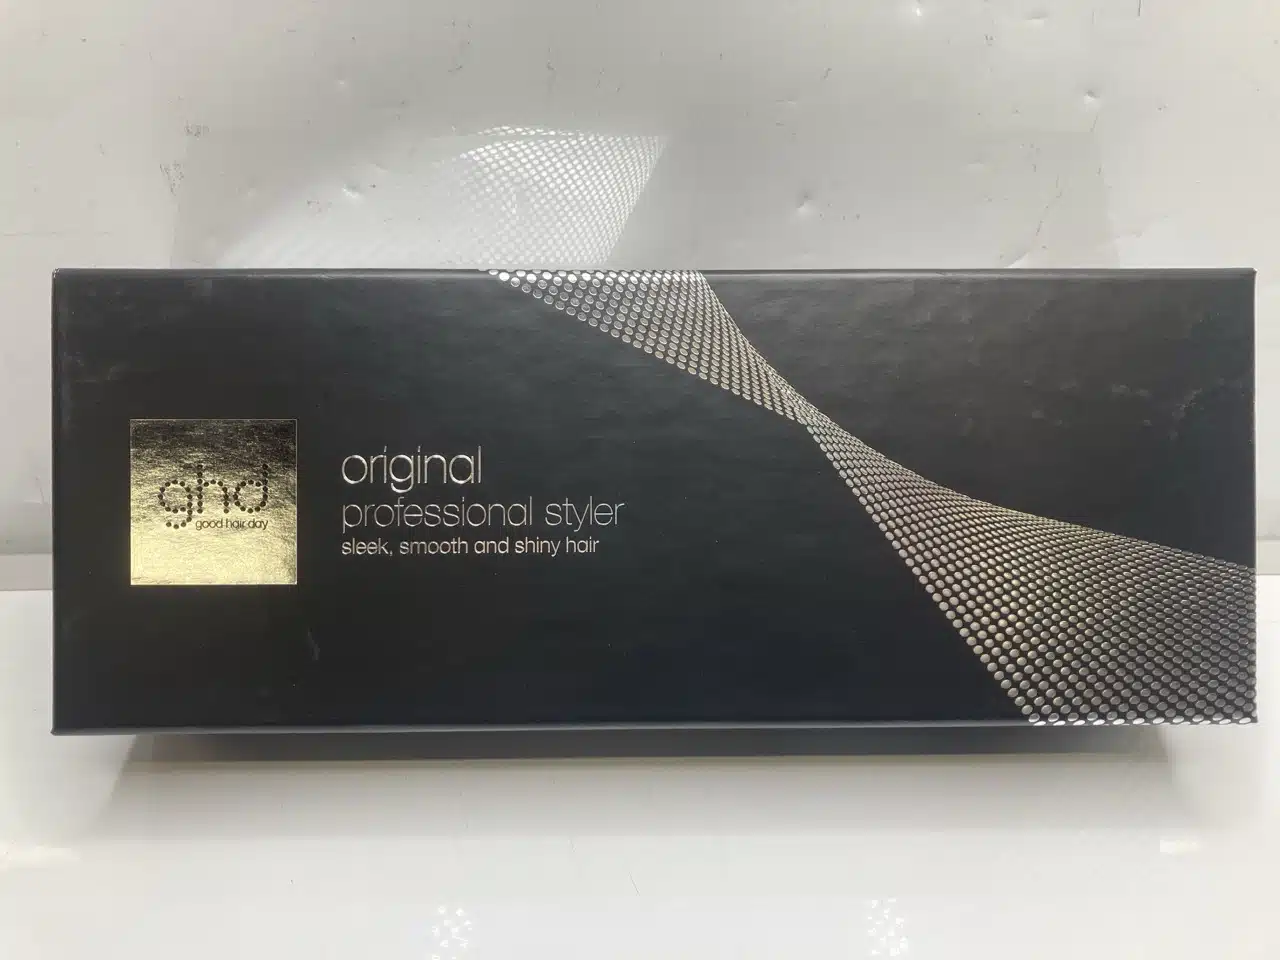 ghd
good hair day
original
professional styler
sleek, smooth and shiny hair